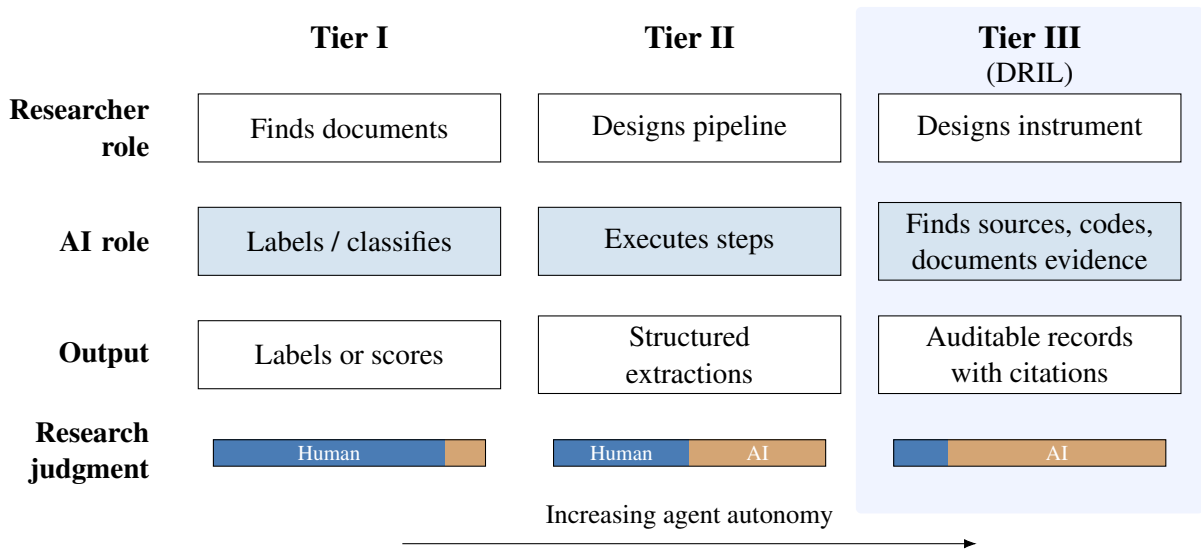 Tier I
Tier II
Tier III
(DRIL)
Researcher
role
Finds documents
Designs pipeline
Designs instrument
AI role
Labels / classifies
Executes steps
Finds sources, codes,
documents evidence
Output
Labels or scores
Structured
extractions
Auditable records
with citations
Research
judgment
Human
Human
AI
AI
Increasing agent autonomy